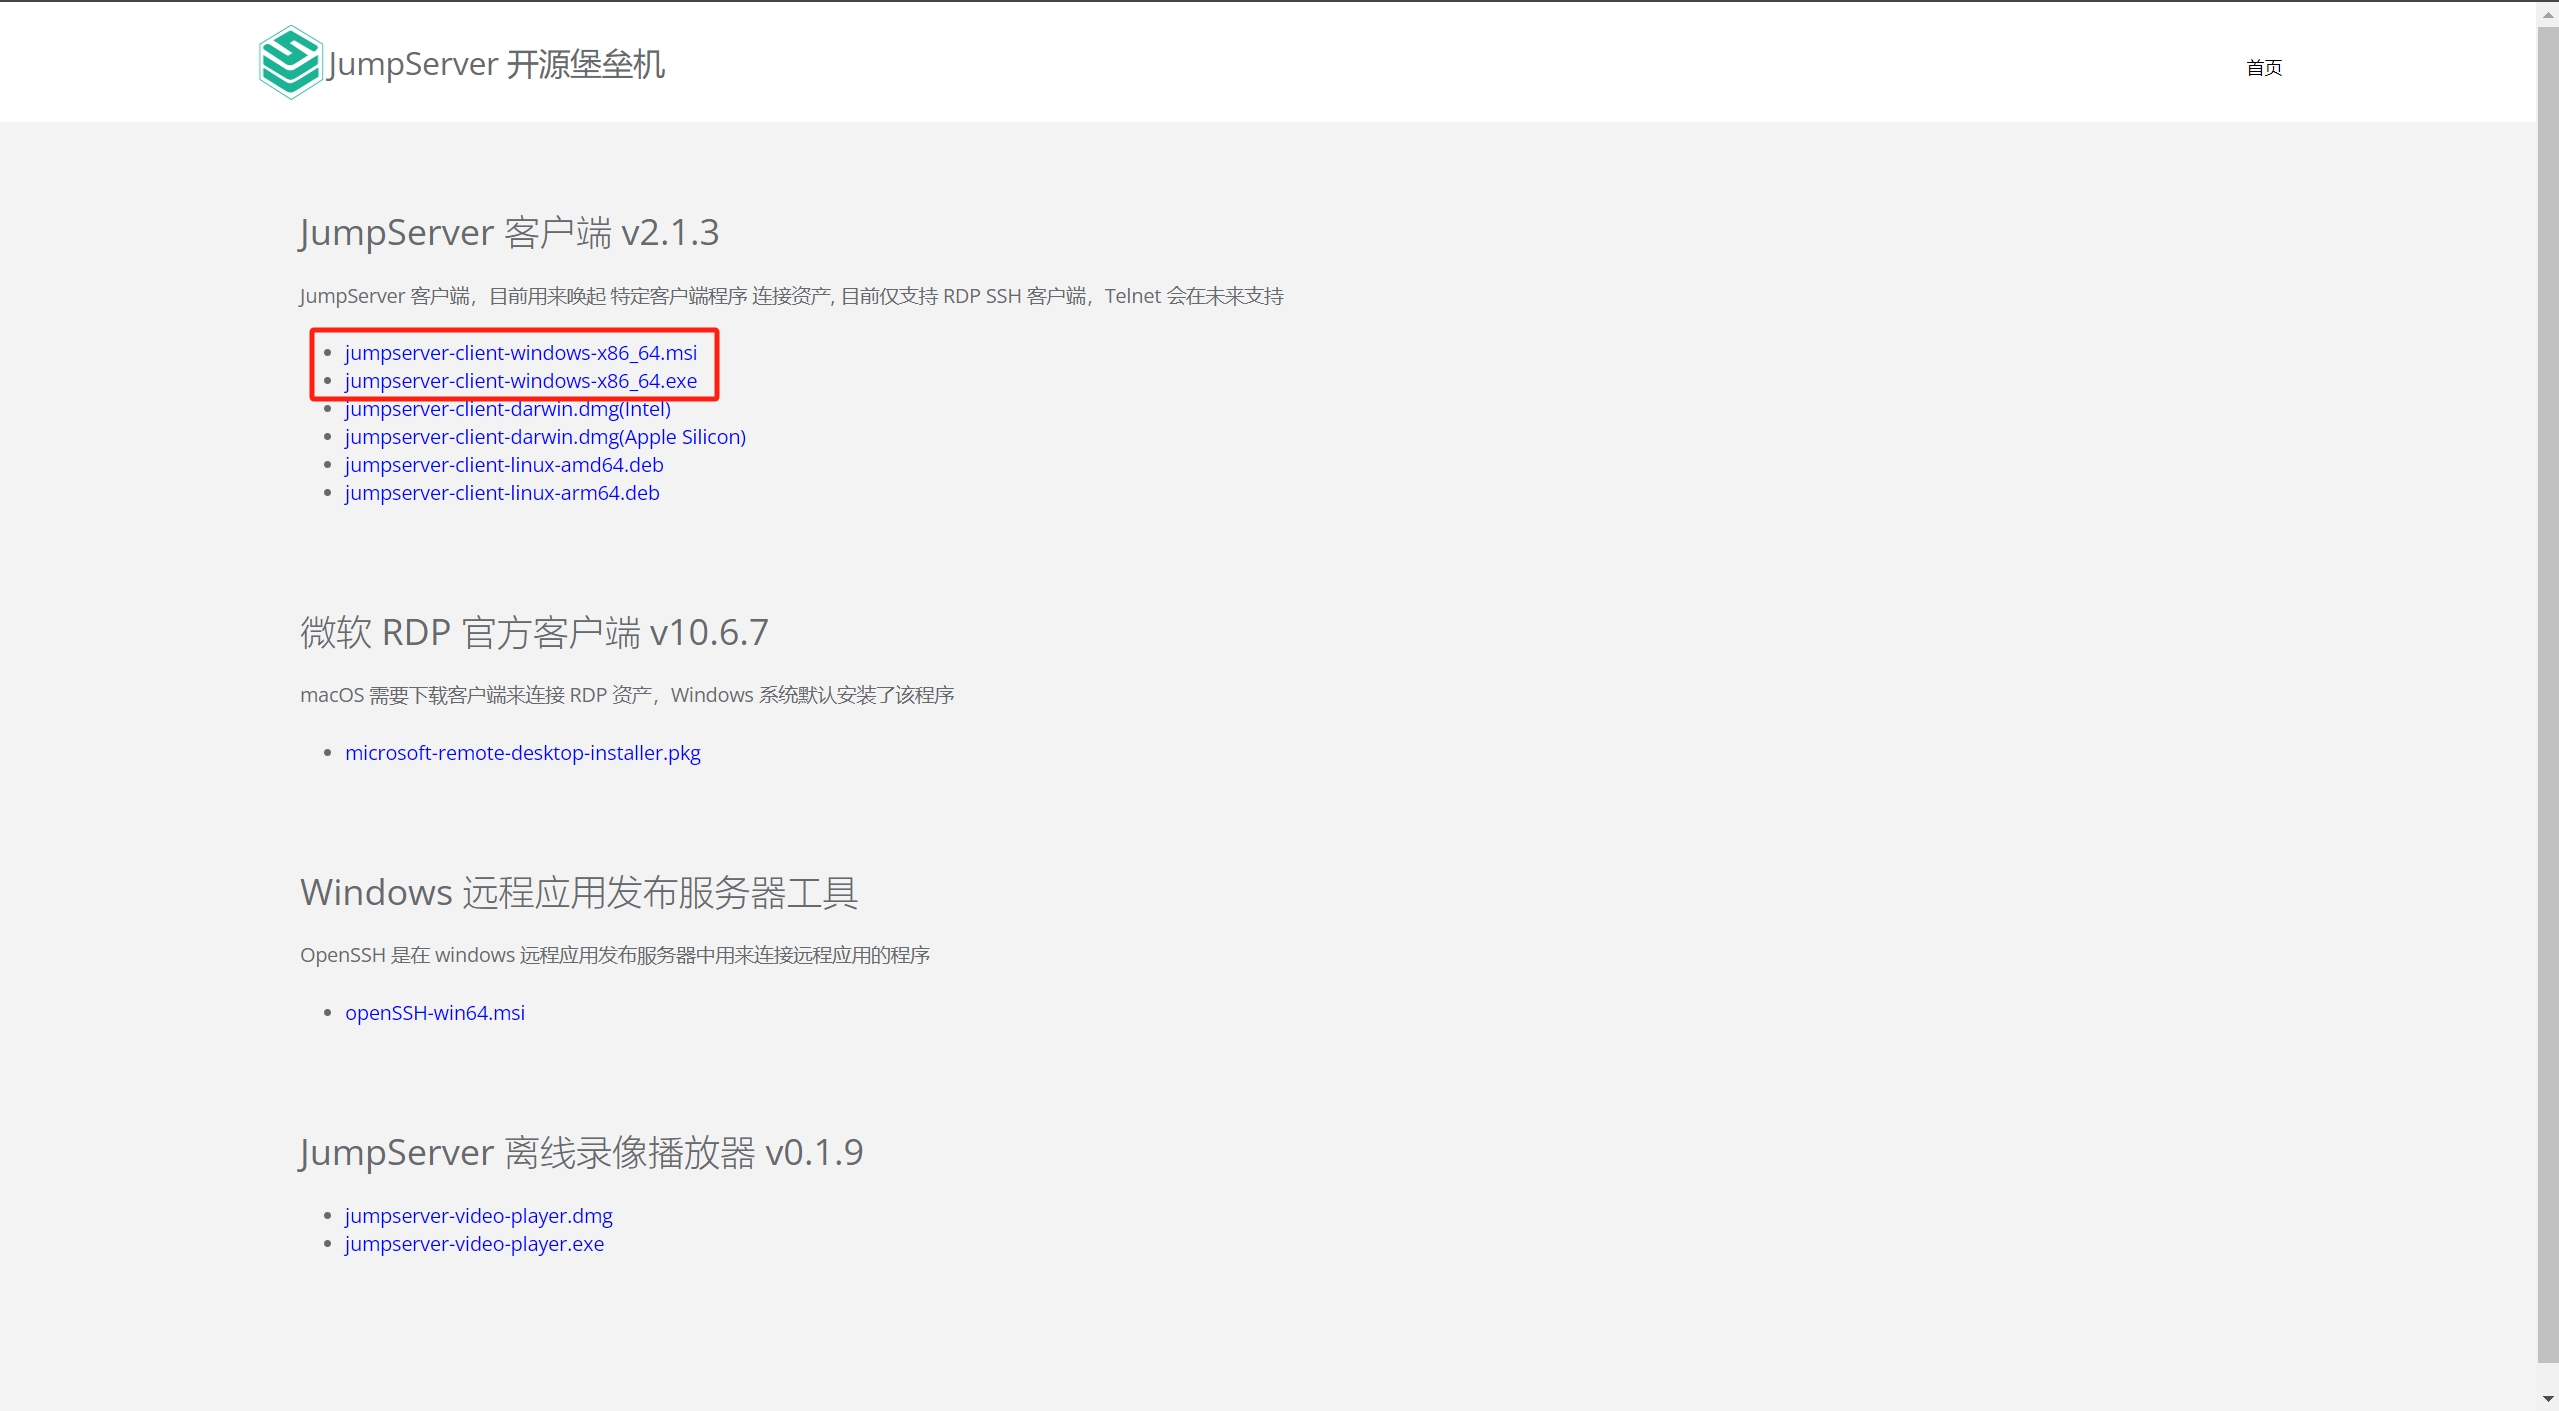 JumpServer 开源堡垒机
首页
JumpServer 客户端 v2.1.3
JumpServer 客户端，目前用来唤起 特定客户端程序 连接资产, 目前仅支持 RDP SSH 客户端，Telnet 会在未来支持
jumpserver-client-windows-x86_64.msi
jumpserver-client-windows-x86_64.exe
jumpserver-client-darwin.dmg(Intel)
jumpserver-client-darwin.dmg(Apple Silicon)
jumpserver-client-linux-amd64.deb
jumpserver-client-linux-arm64.deb
微软 RDP 官方客户端 v10.6.7
macOS 需要下载客户端来连接 RDP 资产，Windows 系统默认安装了该程序
microsoft-remote-desktop-installer.pkg
Windows 远程应用发布服务器工具
OpenSSH 是在 windows 远程应用发布服务器中用来连接远程应用的程序
openSSH-win64.msi
JumpServer 离线录像播放器 v0.1.9
jumpserver-video-player.dmg
jumpserver-video-player.exe